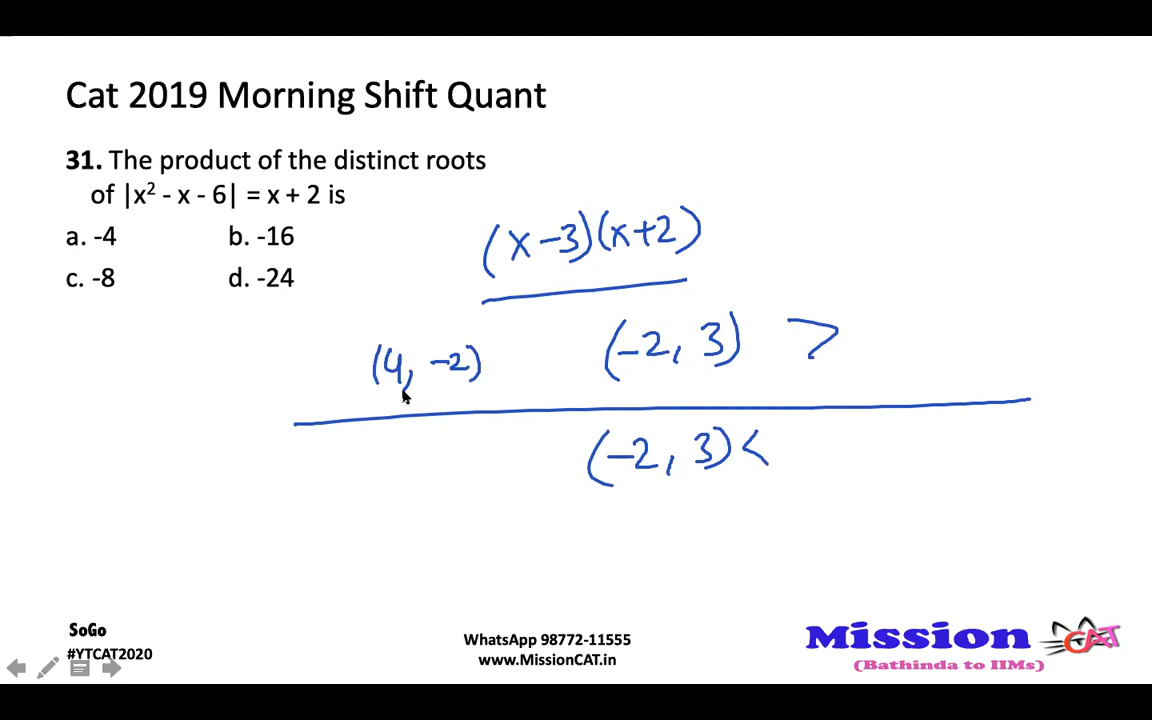 Cat 2019 Morning Shift Quant
31. The product of the distinct roots
of |x² - x - 6| = x + 2 is
a. -4 b. -16
c. -8 d. -24
(x-3)(x+2)
(-2, 3) >
(4, -2)
(-2, 3) <
SoGo
#YTCAT2020
WhatsApp 98772-11555
www.MissionCAT.in
Mission CAT
(Bathinda to IIMs)